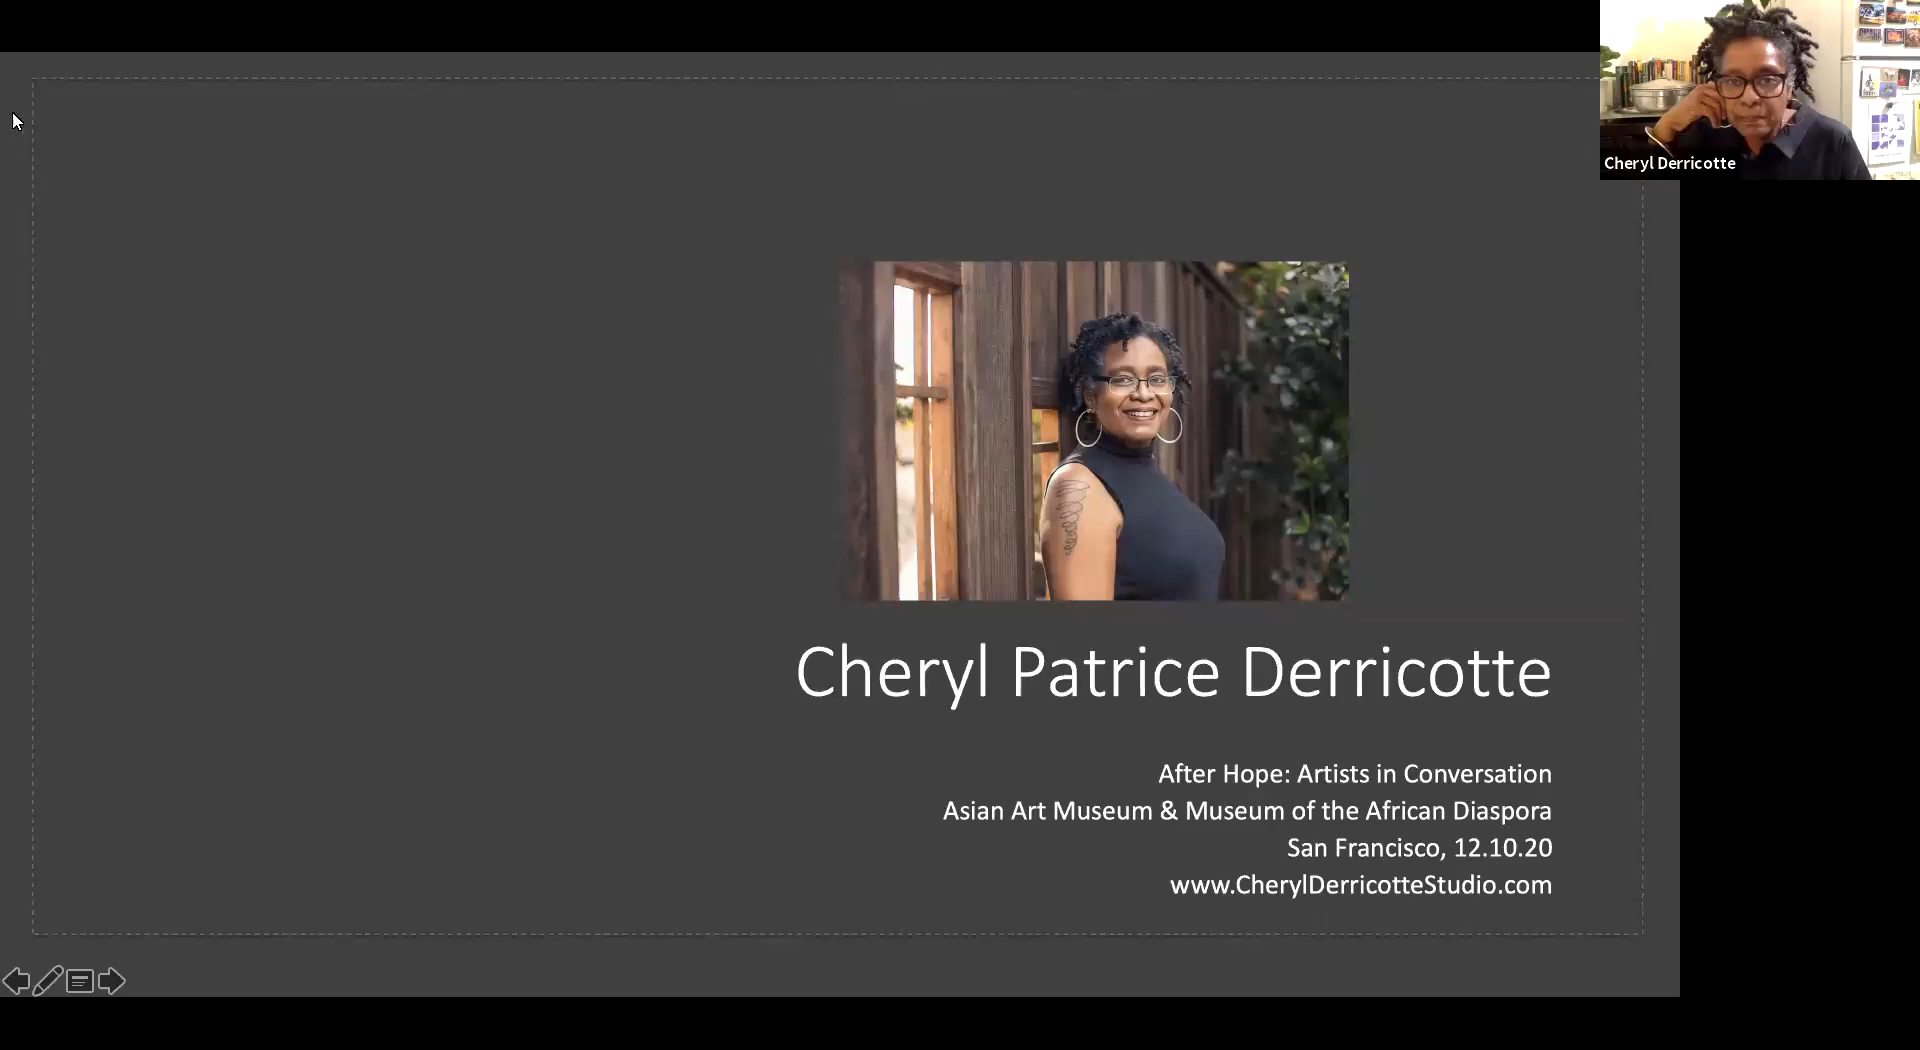 Cheryl Derricotte
Cheryl Patrice Derricotte
After Hope: Artists in Conversation
Asian Art Museum & Museum of the African Diaspora
San Francisco, 12.10.20
www.CherylDerricotteStudio.com